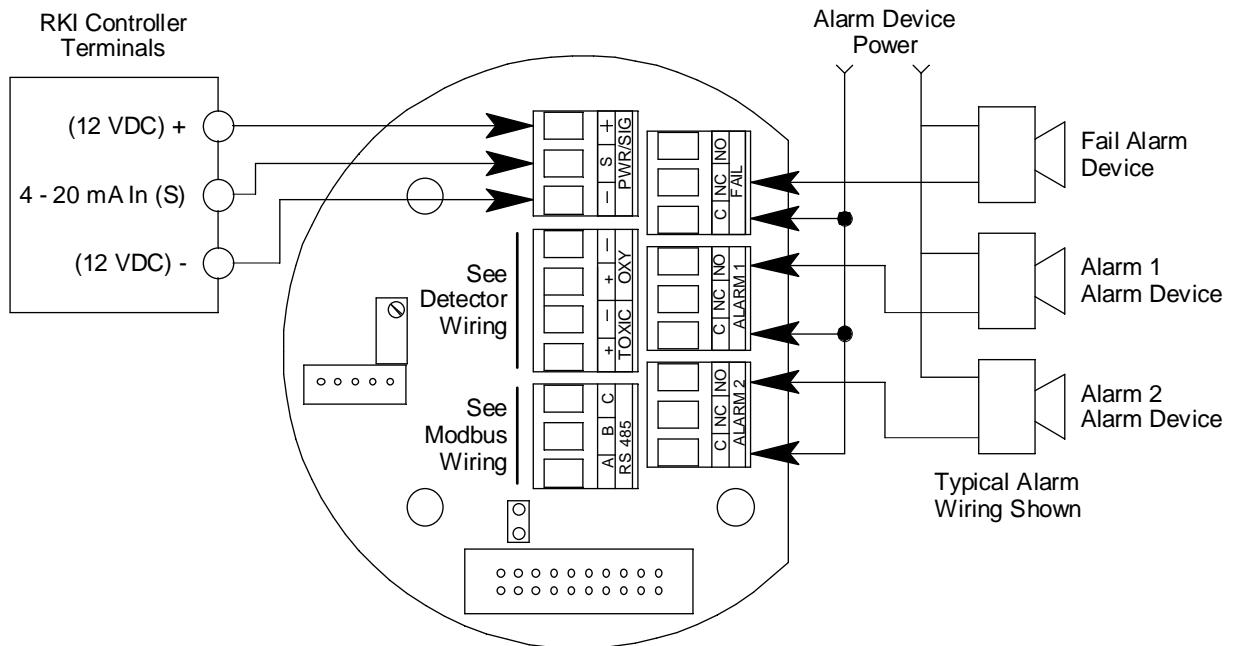 RKI Controller
Terminals
(12 VDC) +
4 - 20 mA In (S)
(12 VDC) -
+
S
−
PWR/SIG
See
Detector
Wiring
−
+
−
+
OXY
TOXIC
See
Modbus
Wiring
C
B
A
RS 485
NO
NC
C
FAIL
NO
NC
C
ALARM 1
NO
NC
C
ALARM 2
Alarm Device
Power
Fail Alarm
Device
Alarm 1
Alarm Device
Alarm 2
Alarm Device
Typical Alarm
Wiring Shown